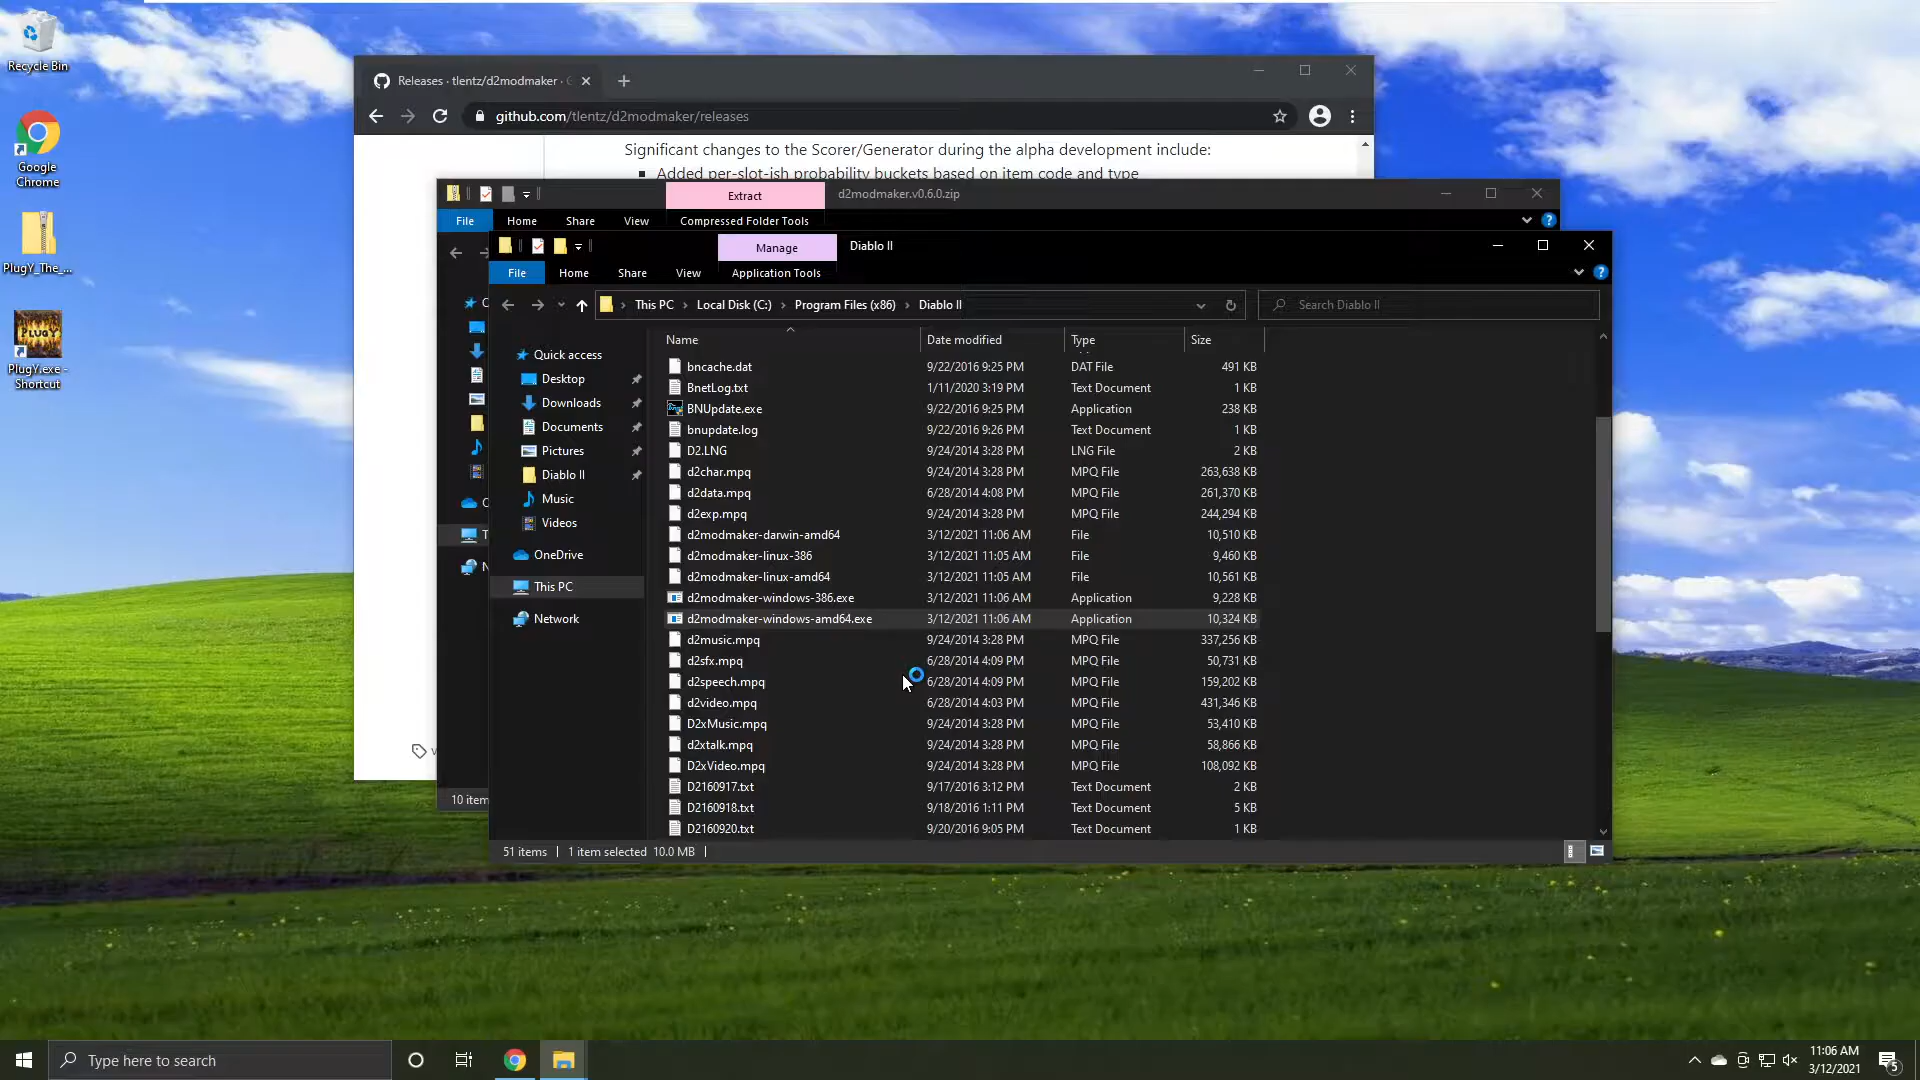 Recycle Bin
Google
Chrome
PlugY_The_...
PlugY.exe -
Shortcut
Releases · tlentz/d2modmaker ·
github.com/tlentz/d2modmaker/releases
Significant changes to the Scorer/Generator during the alpha development include:
Added per-slot-ish probability buckets based on item code and type
Extract
d2modmaker.v0.6.0.zip
File
Home
Share
View
Compressed Folder Tools
10 item
Manage
Diablo II
File
Home
Share
View
Application Tools
This PC
Local Disk (C:)
Program Files (x86)
Diablo II
Search Diablo II
Quick access
Desktop
Downloads
Documents
Pictures
Diablo II
Music
Videos
OneDrive
This PC
Network
Name Date modified Type Size
bncache.dat 9/22/2016 9:25 PM DAT File 491 KB
BnetLog.txt 1/11/2020 3:19 PM Text Document 1 KB
BNUpdate.exe 9/22/2016 9:25 PM Application 238 KB
bnupdate.log 9/22/2016 9:26 PM Text Document 1 KB
D2.LNG 9/24/2014 3:28 PM LNG File 2 KB
d2char.mpq 9/24/2014 3:28 PM MPQ File 263,638 KB
d2data.mpq 6/28/2014 4:08 PM MPQ File 261,370 KB
d2exp.mpq 9/24/2014 3:28 PM MPQ File 244,294 KB
d2modmaker-darwin-amd64 3/12/2021 11:06 AM File 10,510 KB
d2modmaker-linux-386 3/12/2021 11:05 AM File 9,460 KB
d2modmaker-linux-amd64 3/12/2021 11:05 AM File 10,561 KB
d2modmaker-windows-386.exe 3/12/2021 11:06 AM Application 9,228 KB
d2modmaker-windows-amd64.exe 3/12/2021 11:06 AM Application 10,324 KB
d2music.mpq 9/24/2014 3:28 PM MPQ File 337,256 KB
d2sfx.mpq 6/28/2014 4:09 PM MPQ File 50,731 KB
d2speech.mpq 6/28/2014 4:09 PM MPQ File 159,202 KB
d2video.mpq 6/28/2014 4:03 PM MPQ File 431,346 KB
D2xMusic.mpq 9/24/2014 3:28 PM MPQ File 53,410 KB
d2xtalk.mpq 9/24/2014 3:28 PM MPQ File 58,866 KB
D2xVideo.mpq 9/24/2014 3:28 PM MPQ File 108,092 KB
D2160917.txt 9/17/2016 3:12 PM Text Document 2 KB
D2160918.txt 9/18/2016 1:11 PM Text Document 5 KB
D2160920.txt 9/20/2016 9:05 PM Text Document 1 KB
51 items 1 item selected 10.0 MB
Type here to search
11:06 AM
3/12/2021
5